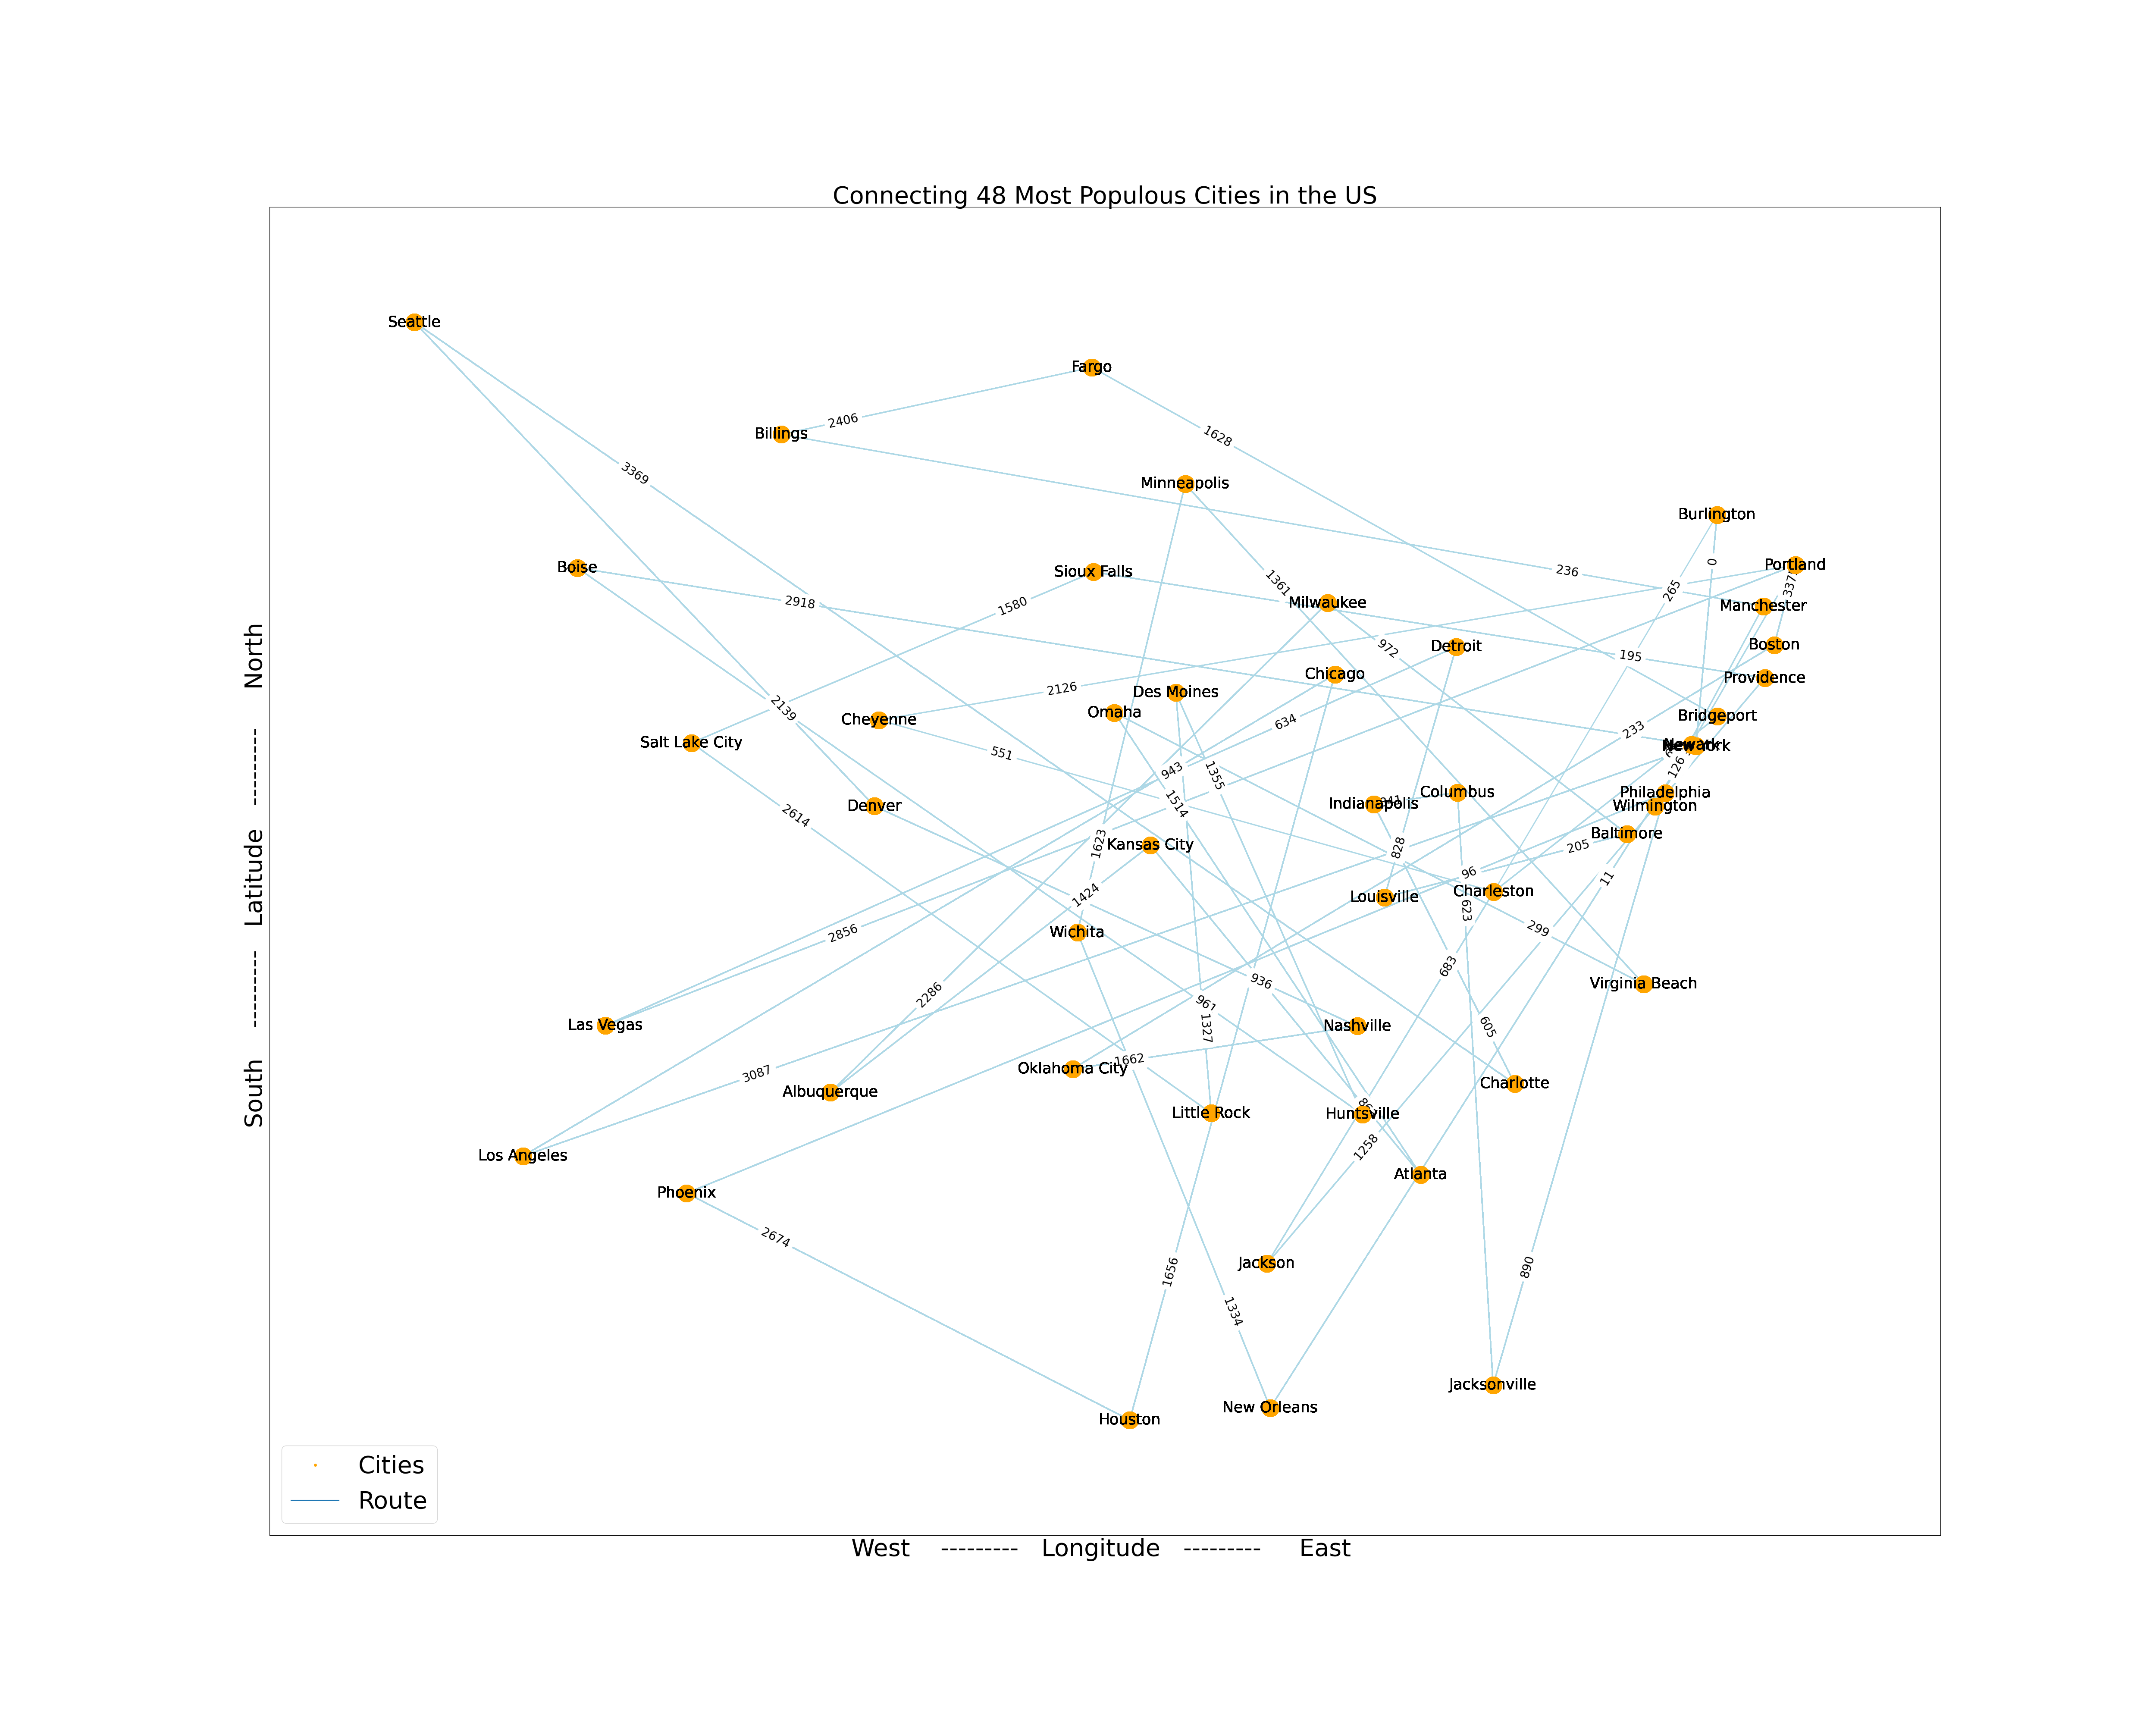 Connecting 48 Most Populous Cities in the US
Seattle
Fargo
2406
Billings
1628
3369
Minneapolis
Burlington
0
Boise
Sioux Falls
236
Portland
1361
337
265
2918
1580
Milwaukee
Manchester
972
Detroit
Boston
195
Chicago
Providence
2126
Des Moines
2139
Omaha
Cheyenne
634
Bridgeport
233
Salt Lake City
551
Newark
New York
943
1355
126
2614
Denver
1514
Indianapolis
Columbus
Philadelphia
Wilmington
1623
Kansas City
828
Baltimore
205
96
11
1424
Louisville
Charleston
623
2856
Wichita
299
683
936
Virginia Beach
2286
961
1327
Las Vegas
Nashville
605
1662
3087
Oklahoma City
Albuquerque
Charlotte
Little Rock
Huntsville
1258
Los Angeles
Atlanta
Phoenix
2674
1656
Jackson
890
1334
Jacksonville
New Orleans
Houston
South ---------- Latitude ---------- North
Cities
Route
West --------- Longitude --------- East